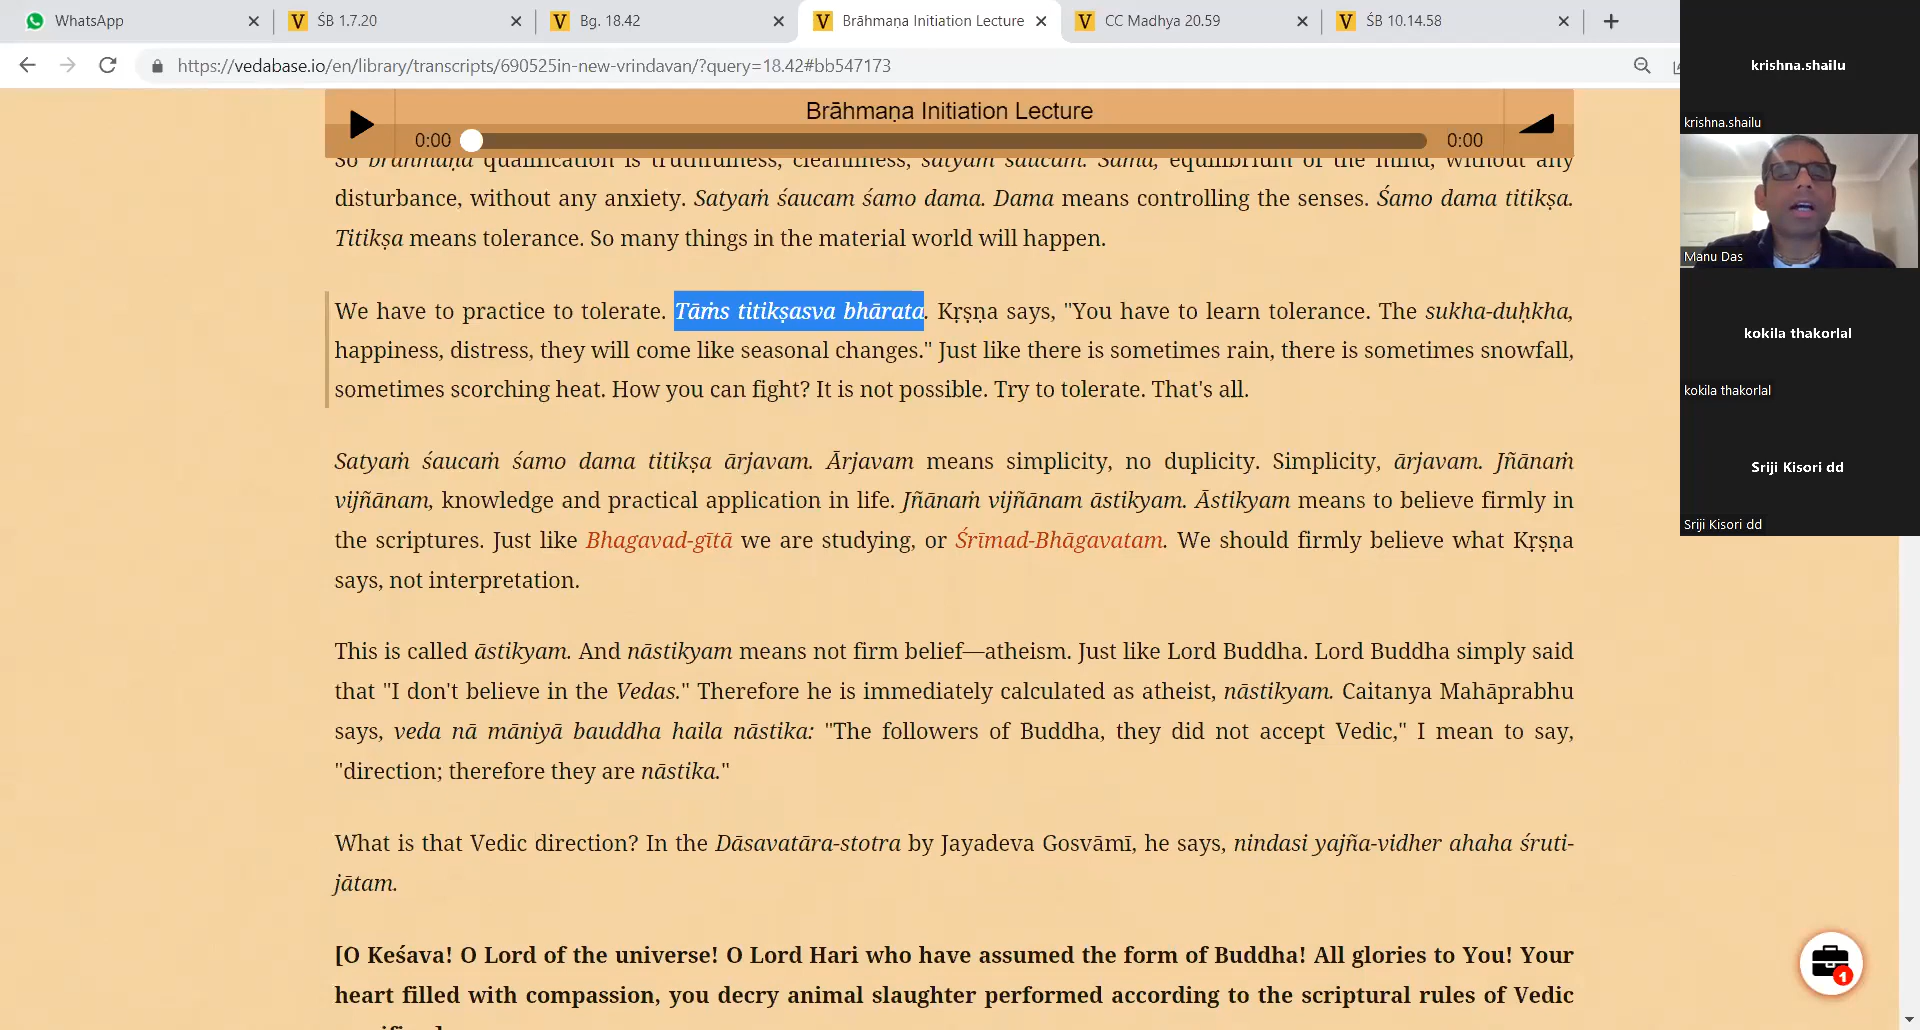 WhatsApp
ŚB 1.7.20
Bg. 18.42
Brāhmaṇa Initiation Lecture
CC Madhya 20.59
ŚB 10.14.58
https://vedabase.io/en/library/transcripts/690525in-new-vrindavan/?query=18.42#bb547173
Brāhmaṇa Initiation Lecture
0:00
0:00
So brāhmaṇa qualification is truthfulness, cleanliness, satyaṁ śaucam. Śama, equilibrium of the mind, without any
disturbance, without any anxiety. Satyaṁ śaucam śamo dama. Dama means controlling the senses. Śamo dama titikṣa.
Titikṣa means tolerance. So many things in the material world will happen.
We have to practice to tolerate. Tāṁs titikṣasva bhārata. Kṛṣṇa says, "You have to learn tolerance. The sukha-duḥkha,
happiness, distress, they will come like seasonal changes." Just like there is sometimes rain, there is sometimes snowfall,
sometimes scorching heat. How you can fight? It is not possible. Try to tolerate. That's all.
Satyaṁ śaucaṁ śamo dama titikṣa ārjavam. Ārjavam means simplicity, no duplicity. Simplicity, ārjavam. Jñānaṁ
vijñānam, knowledge and practical application in life. Jñānaṁ vijñānam āstikyam. Āstikyam means to believe firmly in
the scriptures. Just like Bhagavad-gītā we are studying, or Śrīmad-Bhāgavatam. We should firmly believe what Kṛṣṇa
says, not interpretation.
This is called āstikyam. And nāstikyam means not firm belief—atheism. Just like Lord Buddha. Lord Buddha simply said
that "I don't believe in the Vedas." Therefore he is immediately calculated as atheist, nāstikyam. Caitanya Mahāprabhu
says, veda nā māniyā bauddha haila nāstika: "The followers of Buddha, they did not accept Vedic," I mean to say,
"direction; therefore they are nāstika."
What is that Vedic direction? In the Dāsavatāra-stotra by Jayadeva Gosvāmī, he says, nindasi yajña-vidher ahaha śruti-
jātam.
[O Keśava! O Lord of the universe! O Lord Hari who have assumed the form of Buddha! All glories to You! Your
heart filled with compassion, you decry animal slaughter performed according to the scriptural rules of Vedic
1
krishna.shailu
krishna.shailu
Manu Das
kokila thakorlal
kokila thakorlal
Sriji Kisori dd
Sriji Kisori dd